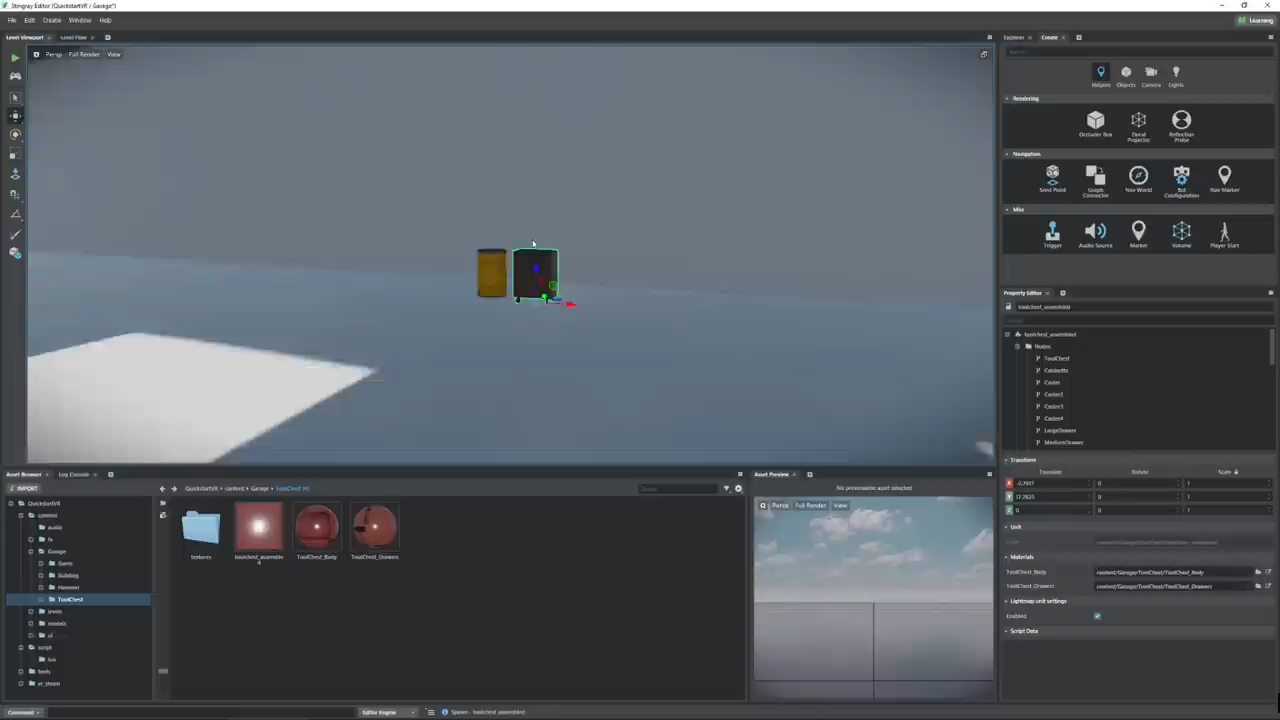 Stingray Editor (QuickstartVR / Garage*)
File Edit Create Window Help
Learning
Level Viewport Level Flow
Persp Full Render View
Explorer Create
Helpers Objects Camera Lights
Rendering
Occluder Box Decal Projector Reflection Probe
Navigation
Seed Point Graph Connector Nav World Bot Configuration Nav Marker
Misc
Trigger Audio Source Marker Volume Player Start
Property Editor
toolchest_assembled
toolchest_assembled
Nodes
ToolChest
Cabinette
Caster
Caster2
Caster3
Caster4
LargeDrawer
MediumDrawer
Transform
Translate Rotate Scale
X -0.7917 0 1
Y 17.2625 0 1
Z 0 0 1
Unit
Materials
ToolChest_Body content/Garage/ToolChest/ToolChest_Body
ToolChest_Drawers content/Garage/ToolChest/ToolChest_Drawers
Lightmap unit settings
Enabled
Script Data
Asset Browser Log Console
IMPORT
QuickstartVR > content > Garage > ToolChest (4)
QuickstartVR
content
audio
fx
Garage
Building
Hammer
ToolChest
levels
models
ui
script
lua
tools
vr_steam
textures
toolchest_assembled
ToolChest_Body
ToolChest_Drawers
Asset Preview
No previewable asset selected
Persp Full Render View
Command
Editor Engine
Spawn : toolchest_assembled